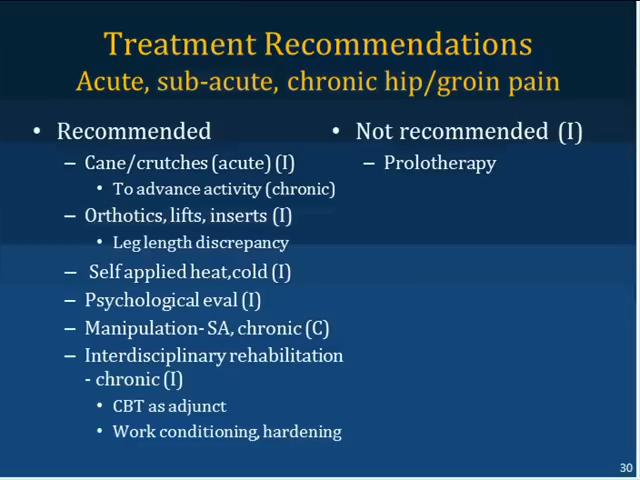 Treatment Recommendations
Acute, sub-acute, chronic hip/groin pain
• Recommended
– Cane/crutches (acute) (I)
• To advance activity (chronic)
– Orthotics, lifts, inserts (I)
• Leg length discrepancy
– Self applied heat,cold (I)
– Psychological eval (I)
– Manipulation- SA, chronic (C)
– Interdisciplinary rehabilitation
- chronic (I)
• CBT as adjunct
• Work conditioning, hardening
• Not recommended (I)
– Prolotherapy
30